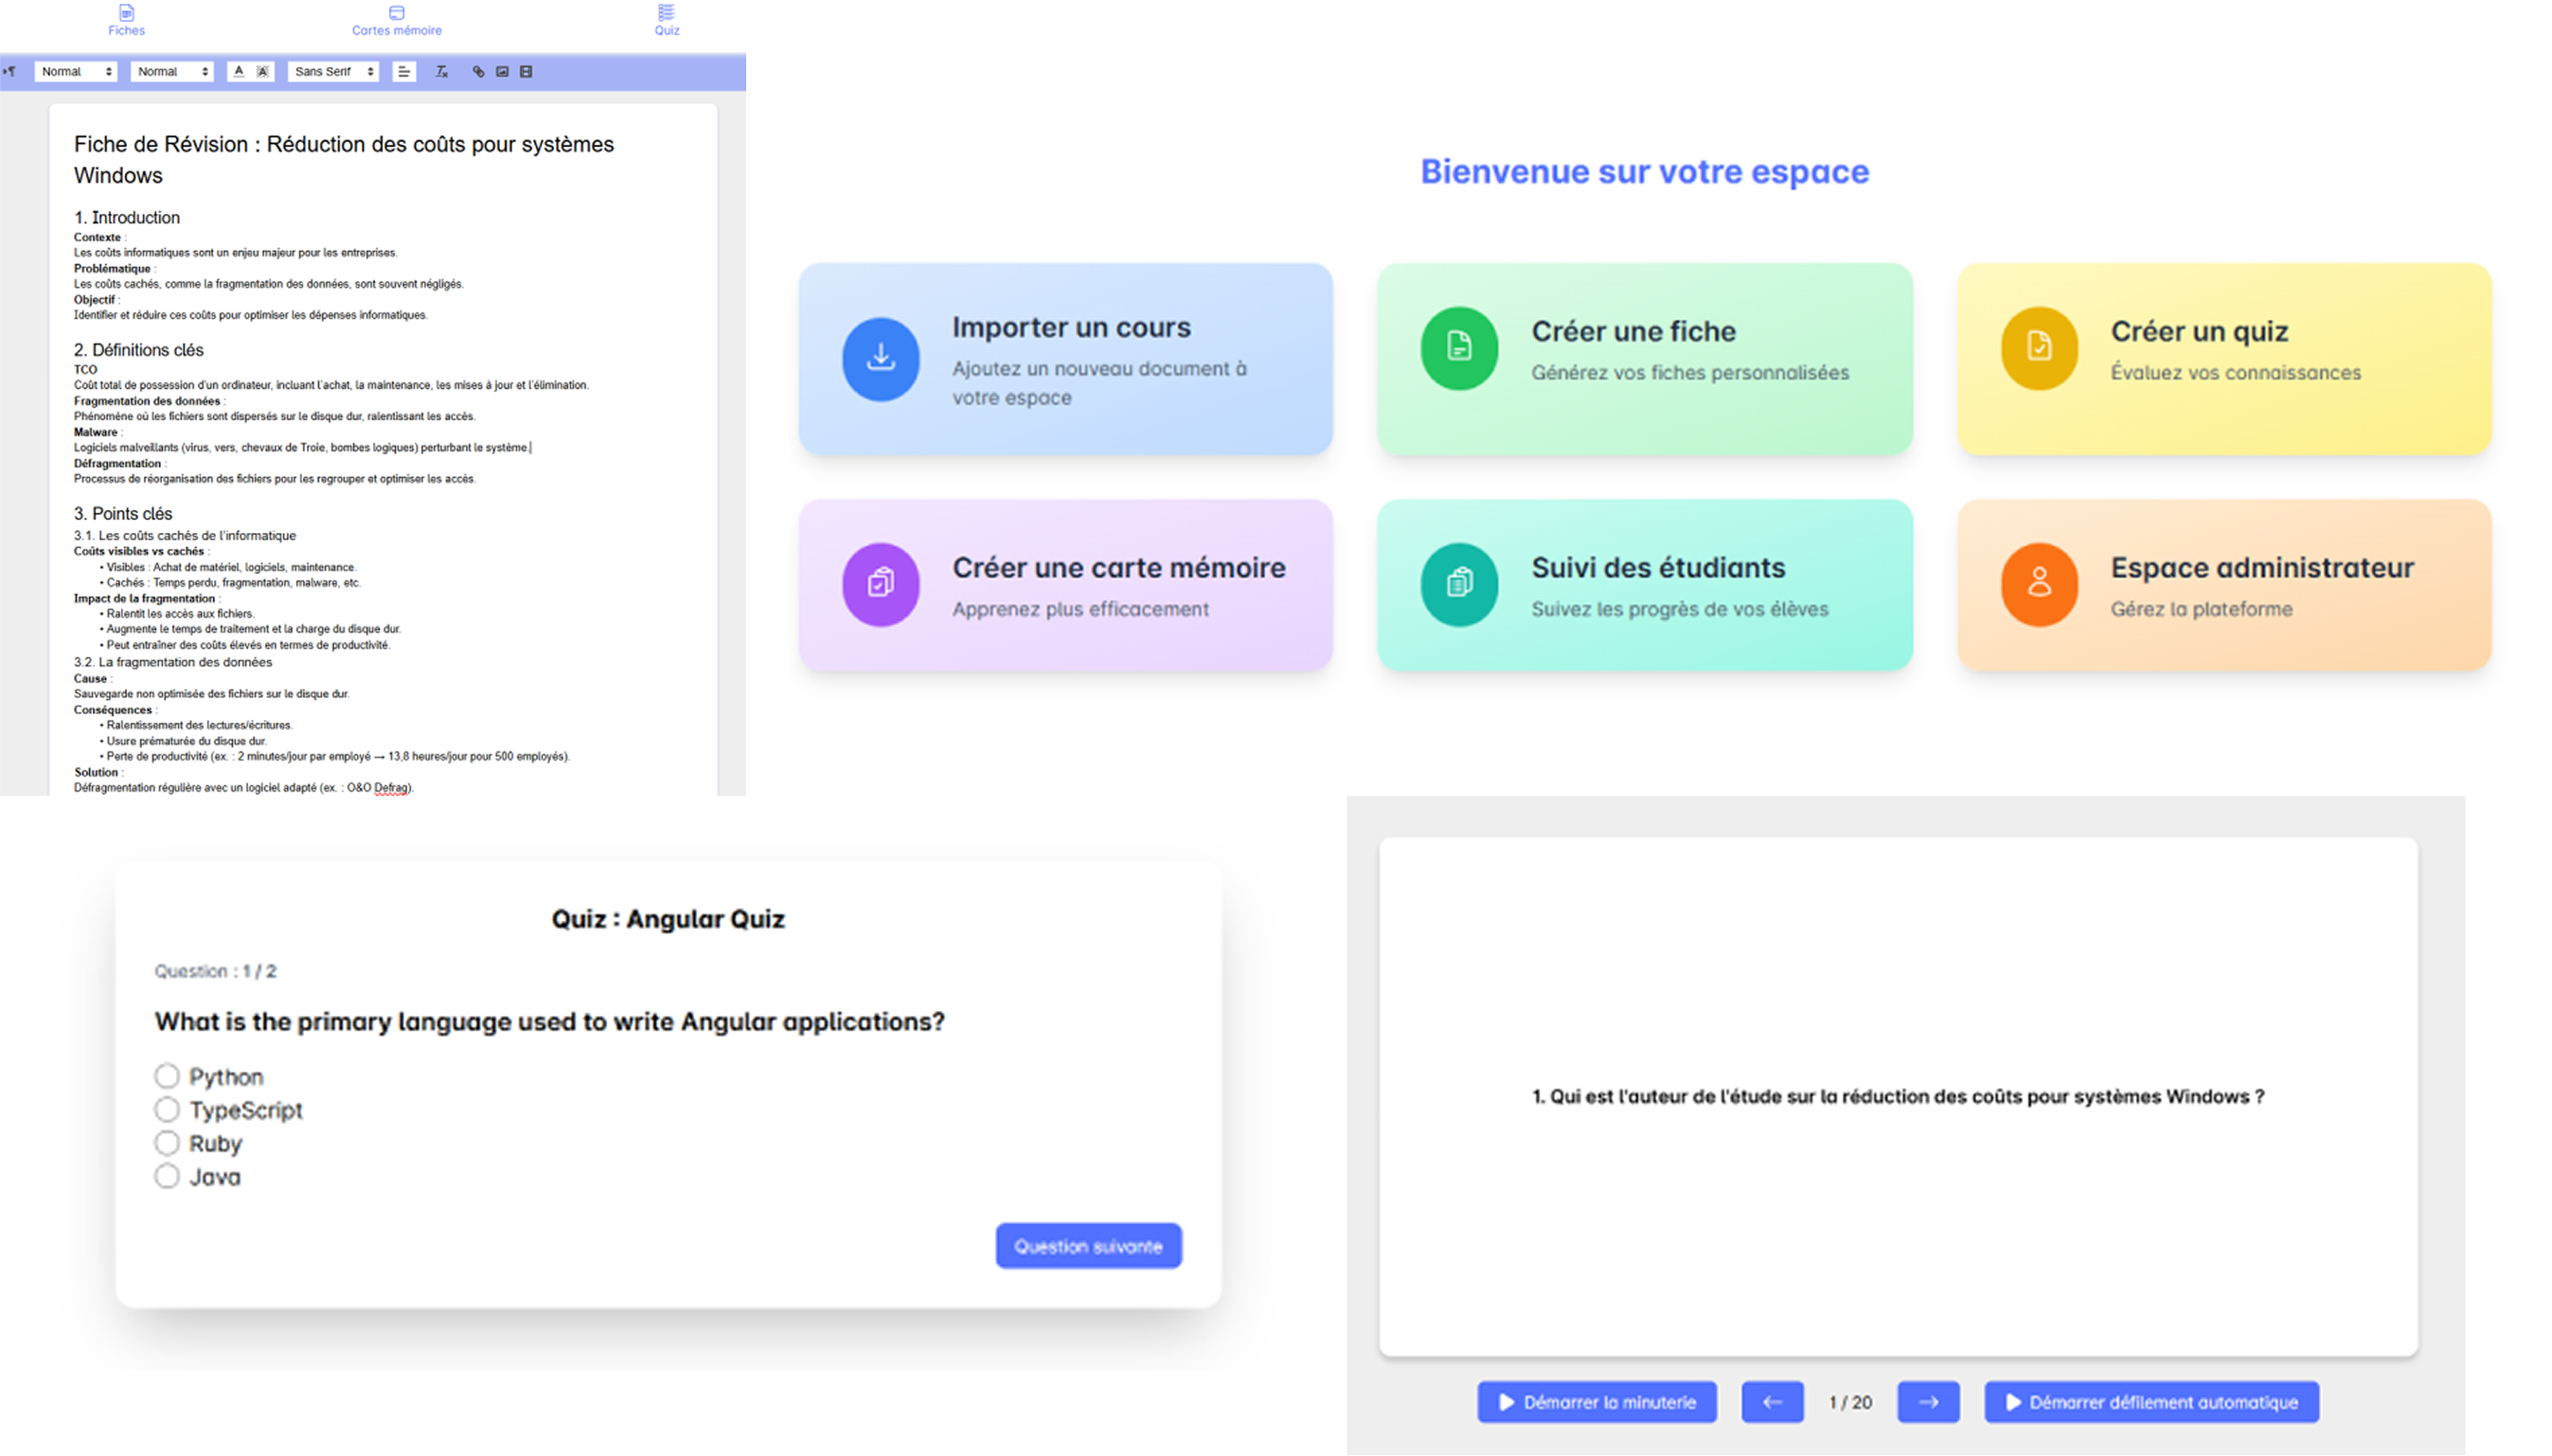 Fiches
Cartes mémoire
Quiz
Normal
Normal
Sans Serif
Fiche de Révision : Réduction des coûts pour systèmes
Windows
1. Introduction
Contexte :
Les coûts informatiques sont un enjeu majeur pour les entreprises.
Problématique :
Les coûts cachés, comme la fragmentation des données, sont souvent négligés.
Objectif :
Identifier et réduire ces coûts pour optimiser les dépenses informatiques.
2. Définitions clés
TCO
Coût total de possession d'un ordinateur, incluant l'achat, la maintenance, les mises à jour et l'élimination.
Fragmentation des données :
Phénomène où les fichiers sont dispersés sur le disque dur, ralentissant les accès.
Malware :
Logiciels malveillants (virus, vers, chevaux de Troie, bombes logiques) perturbant le système.
Défragmentation :
Processus de réorganisation des fichiers pour les regrouper et optimiser les accès.
3. Points clés
3.1. Les coûts cachés de l'informatique
Coûts visibles vs cachés :
• Visibles : Achat de matériel, logiciels, maintenance.
• Cachés : Temps perdu, fragmentation, malware, etc.
Impact de la fragmentation :
• Ralentit les accès aux fichiers.
• Augmente le temps de traitement et la charge du disque dur.
• Peut entraîner des coûts élevés en termes de productivité.
3.2. La fragmentation des données
Cause :
Sauvegarde non optimisée des fichiers sur le disque dur.
Conséquences :
• Ralentissement des lectures/écritures.
• Usure prématurée du disque dur.
• Perte de productivité (ex. : 2 minutes/jour par employé → 13,8 heures/jour pour 500 employés).
Solution :
Défragmentation régulière avec un logiciel adapté (ex. : O&O Defrag).
Bienvenue sur votre espace
Importer un cours
Ajoutez un nouveau document à
votre espace
Créer une fiche
Générez vos fiches personnalisées
Créer un quiz
Évaluez vos connaissances
Créer une carte mémoire
Apprenez plus efficacement
Suivi des étudiants
Suivez les progrès de vos élèves
Espace administrateur
Gérez la plateforme
Quiz : Angular Quiz
Question : 1 / 2
What is the primary language used to write Angular applications?
Python
TypeScript
Ruby
Java
Question suivante
1. Qui est l'auteur de l'étude sur la réduction des coûts pour systèmes Windows ?
Démarrer la minuterie
1 / 20
Démarrer défilement automatique